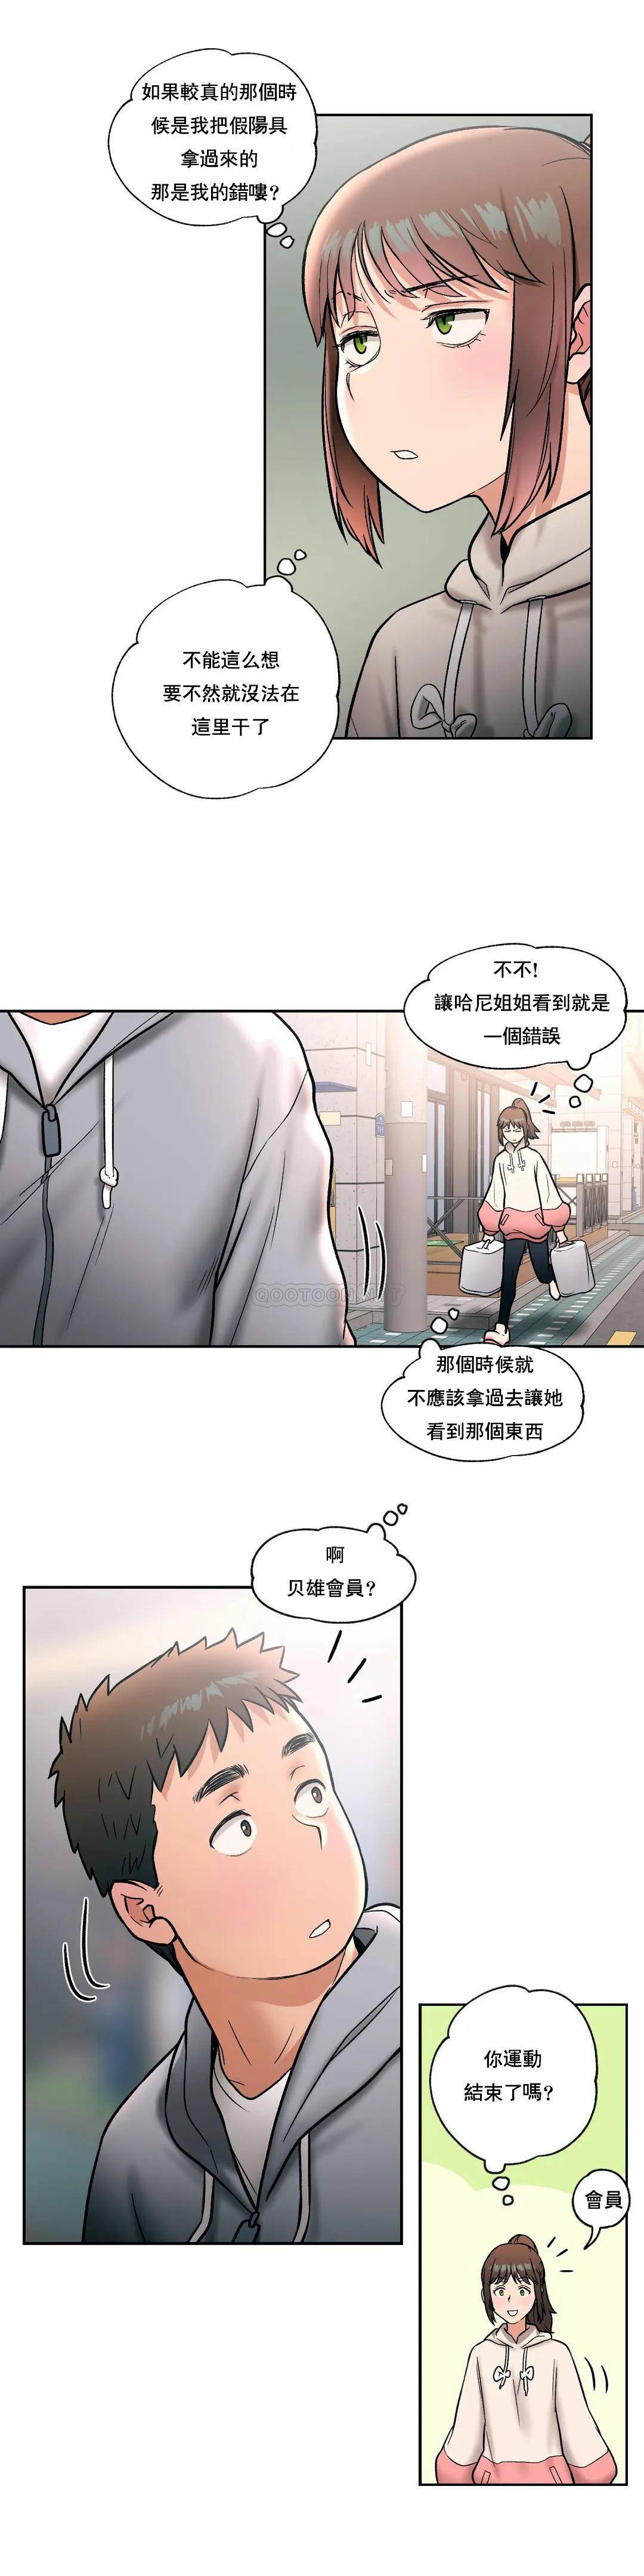 如果較真的那個時
候是我把假陽具
拿過來的
那是我的錯嘍?
不能這么想
要不然就沒法在
這里干了
不不!
讓哈尼姐姐看到就是
一個錯誤
QOOTOON.NET
那個時候就
不應該拿過去讓她
看到那個東西
啊
贝雄會員?
你運動
結束了嗎?
會員